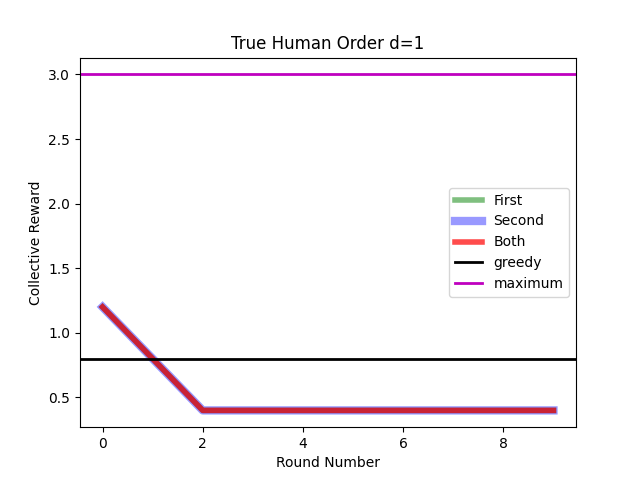 True Human Order d=1
Collective Reward
3.0
2.5
2.0
1.5
1.0
0.5
First
Second
Both
greedy
maximum
0 2 4 6 8
Round Number